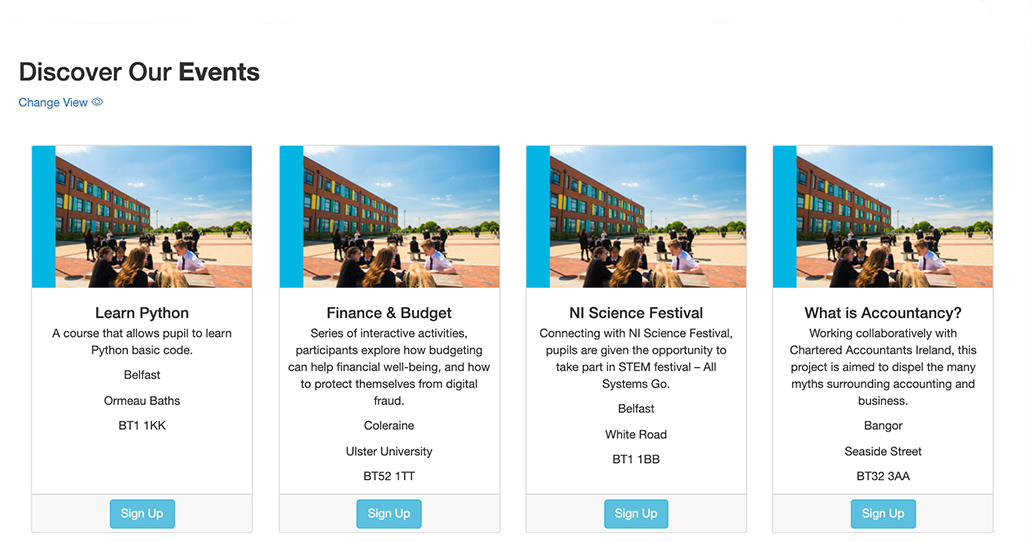 Discover Our Events
Change View
Learn Python
A course that allows pupil to learn
Python basic code.
Belfast
Ormeau Baths
BT1 1KK
Sign Up
Finance & Budget
Series of interactive activities,
participants explore how budgeting
can help financial well-being, and how
to protect themselves from digital
fraud.
Coleraine
Ulster University
BT52 1TT
Sign Up
NI Science Festival
Connecting with NI Science Festival,
pupils are given the opportunity to
take part in STEM festival – All
Systems Go.
Belfast
White Road
BT1 1BB
Sign Up
What is Accountancy?
Working collaboratively with
Chartered Accountants Ireland, this
project is aimed to dispel the many
myths surrounding accounting and
business.
Bangor
Seaside Street
BT32 3AA
Sign Up